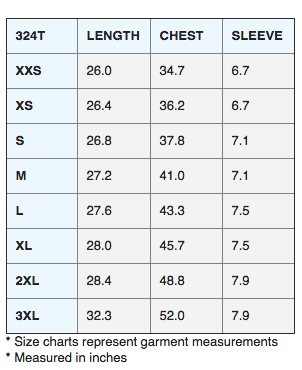 324T LENGTH CHEST SLEEVE
XXS 26.0 34.7 6.7
XS 26.4 36.2 6.7
S 26.8 37.8 7.1
M 27.2 41.0 7.1
L 27.6 43.3 7.5
XL 28.0 45.7 7.5
2XL 28.4 48.8 7.9
3XL 32.3 52.0 7.9
* Size charts represent garment measurements
* Measured in inches